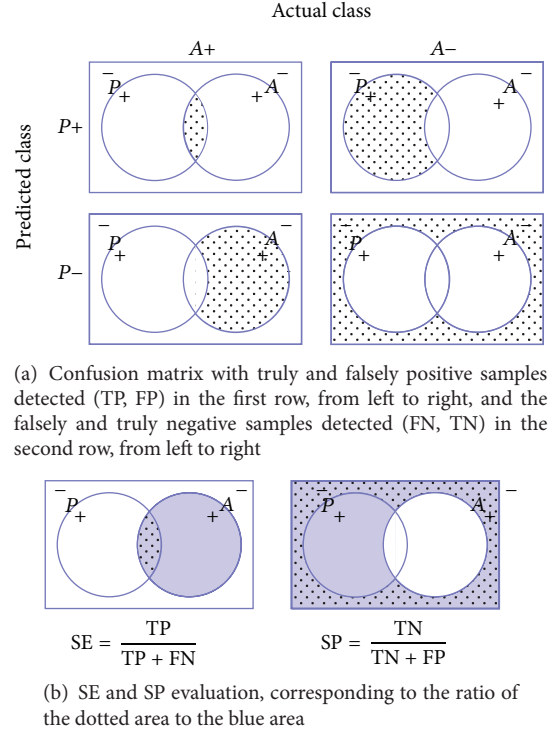 Actual class
A+ A−
Predicted class
P+
− P + A − +
− P + A − +
P−
− P + A − +
− P + A − +
(a) Confusion matrix with truly and falsely positive samples
detected (TP, FP) in the first row, from left to right, and the
falsely and truly negative samples detected (FN, TN) in the
second row, from left to right
− P + A − +
− P + A + −
SE = TP / TP + FN
SP = TN / TN + FP
(b) SE and SP evaluation, corresponding to the ratio of
the dotted area to the blue area